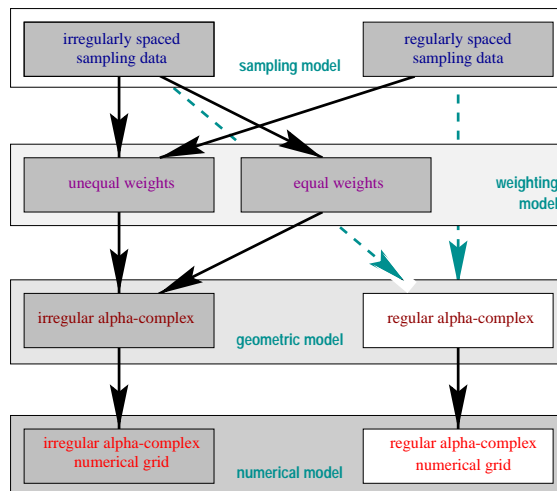 irregularly spaced
sampling data
regularly spaced
sampling data
sampling model
unequal weights
equal weights
weighting
model
irregular alpha-complex
regular alpha-complex
geometric model
irregular alpha-complex
numerical grid
regular alpha-complex
numerical grid
numerical model